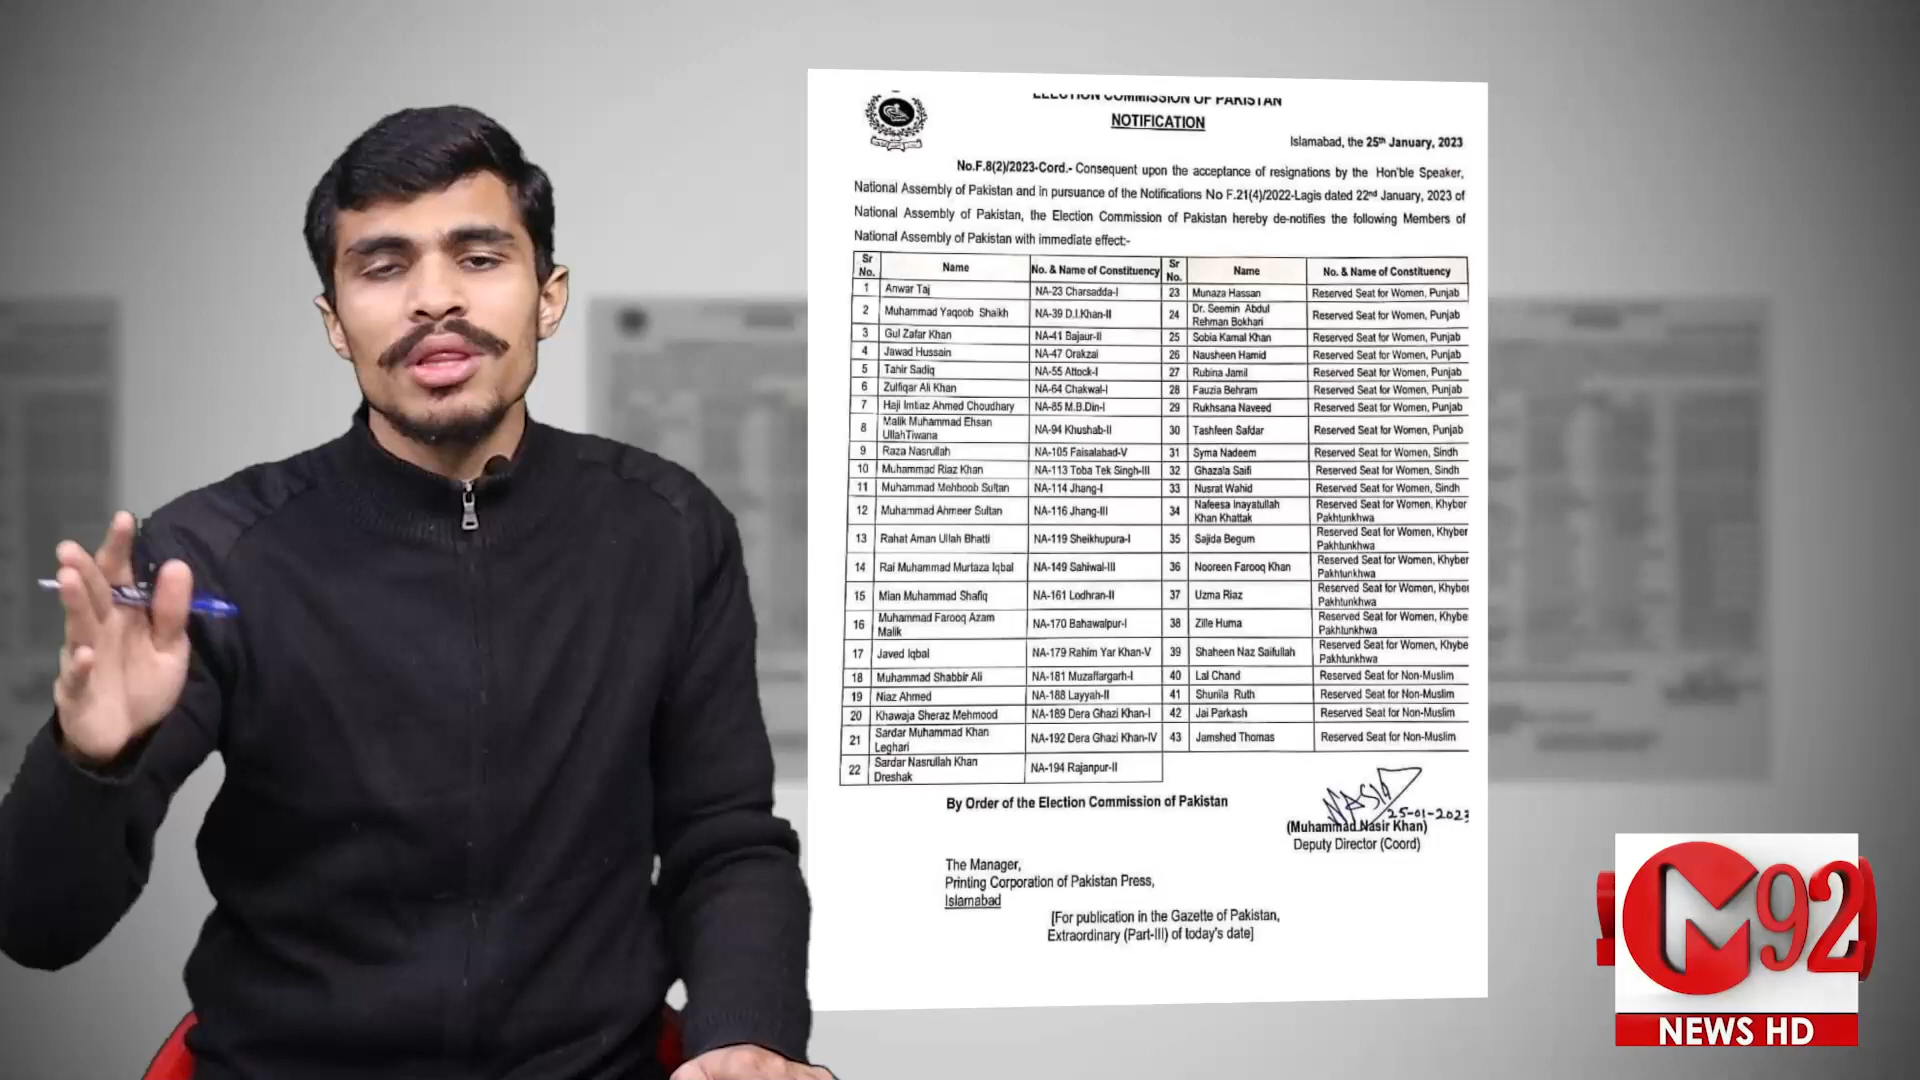 ELECTION COMMISSION OF PAKISTAN
NOTIFICATION
Islamabad, the 25th January, 2023
No.F.8(2)/2023-Cord.- Consequent upon the acceptance of resignations by the Hon'ble Speaker,
National Assembly of Pakistan and in pursuance of the Notifications No F.21(4)/2022-Lagis dated 22nd January, 2023 of
National Assembly of Pakistan, the Election Commission of Pakistan hereby de-notifies the following Members of
National Assembly of Pakistan with immediate effect:-
Sr No. Name No. & Name of Constituency Sr No. Name No. & Name of Constituency
1 Anwar Taj NA-23 Charsadda-I 23 Munaza Hassan Reserved Seat for Women, Punjab
2 Muhammad Yaqoob Shaikh NA-39 D.I.Khan-II 24 Dr. Seemin Abdul Rehman Bokhari Reserved Seat for Women, Punjab
3 Gul Zafar Khan NA-41 Bajaur-II 25 Sobia Kamal Khan Reserved Seat for Women, Punjab
4 Jawad Hussain NA-47 Orakzai 26 Nausheen Hamid Reserved Seat for Women, Punjab
5 Tahir Sadiq NA-55 Attock-I 27 Rubina Jamil Reserved Seat for Women, Punjab
6 Zulfiqar Ali Khan NA-64 Chakwal-I 28 Fauzia Behram Reserved Seat for Women, Punjab
7 Haji Imtiaz Ahmed Choudhary NA-85 M.B.Din-I 29 Rukhsana Naveed Reserved Seat for Women, Punjab
8 Malik Muhammad Ehsan UllahTiwana NA-94 Khushab-II 30 Tashfeen Safdar Reserved Seat for Women, Punjab
9 Raza Nasrullah NA-105 Faisalabad-V 31 Syma Nadeem Reserved Seat for Women, Sindh
10 Muhammad Riaz Khan NA-113 Toba Tek Singh-III 32 Ghazala Saifi Reserved Seat for Women, Sindh
11 Muhammad Mehboob Sultan NA-114 Jhang-I 33 Nusrat Wahid Reserved Seat for Women, Sindh
12 Muhammad Ahmeer Sultan NA-116 Jhang-III 34 Nafeesa Inayatullah Khan Khattak Reserved Seat for Women, Khyber Pakhtunkhwa
13 Rahat Aman Ullah Bhatti NA-119 Sheikhupura-I 35 Sajida Begum Reserved Seat for Women, Khyber Pakhtunkhwa
14 Rai Muhammad Murtaza Iqbal NA-149 Sahiwal-III 36 Nooreen Farooq Khan Reserved Seat for Women, Khyber Pakhtunkhwa
15 Mian Muhammad Shafiq NA-161 Lodhran-II 37 Uzma Riaz Reserved Seat for Women, Khyber Pakhtunkhwa
16 Muhammad Farooq Azam Malik NA-170 Bahawalpur-I 38 Zille Huma Reserved Seat for Women, Khybe Pakhtunkhwa
17 Javed Iqbal NA-179 Rahim Yar Khan-V 39 Shaheen Naz Saifullah Reserved Seat for Women, Khybe Pakhtunkhwa
18 Muhammad Shabbir Ali NA-181 Muzaffargarh-I 40 Lal Chand Reserved Seat for Non-Muslim
19 Niaz Ahmed NA-188 Layyah-II 41 Shunila Ruth Reserved Seat for Non-Muslim
20 Khawaja Sheraz Mehmood NA-189 Dera Ghazi Khan-I 42 Jai Parkash Reserved Seat for Non-Muslim
21 Sardar Muhammad Khan Leghari NA-192 Dera Ghazi Khan-IV 43 Jamshed Thomas Reserved Seat for Non-Muslim
22 Sardar Nasrullah Khan Dreshak NA-194 Rajanpur-II
By Order of the Election Commission of Pakistan
NASIR
25-01-2023
(Muhammad Nasir Khan)
Deputy Director (Coord)
The Manager,
Printing Corporation of Pakistan Press,
Islamabad
[For publication in the Gazette of Pakistan,
Extraordinary (Part-III) of today's date]
M 92
NEWS HD